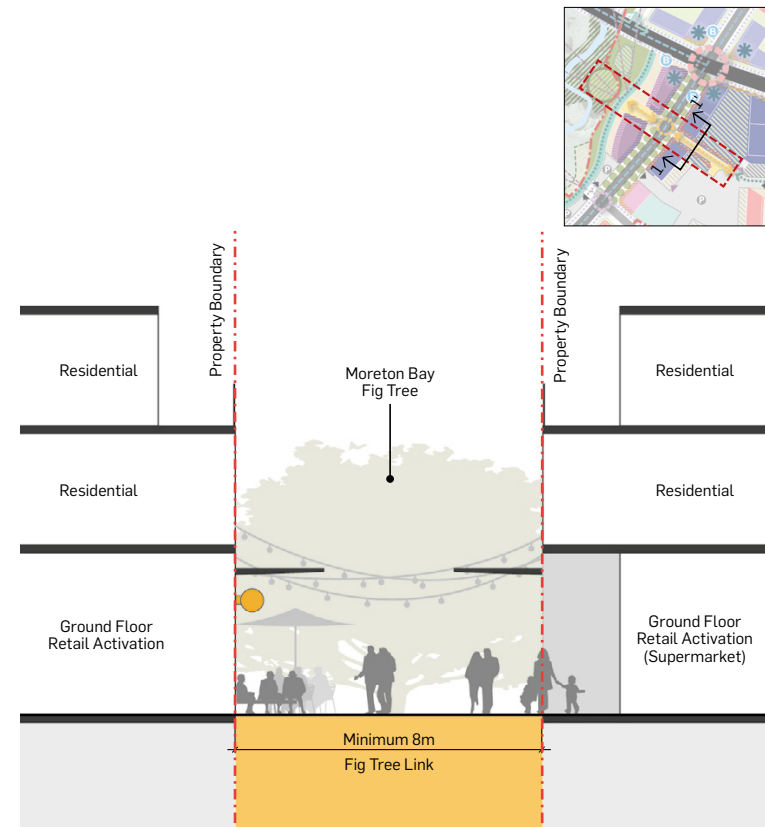 B
B
B
1'
1
P
P
P
Property Boundary
Property Boundary
Residential
Moreton Bay
Fig Tree
Residential
Residential
Residential
Ground Floor
Retail Activation
Ground Floor
Retail Activation
(Supermarket)
Minimum 8m
Fig Tree Link